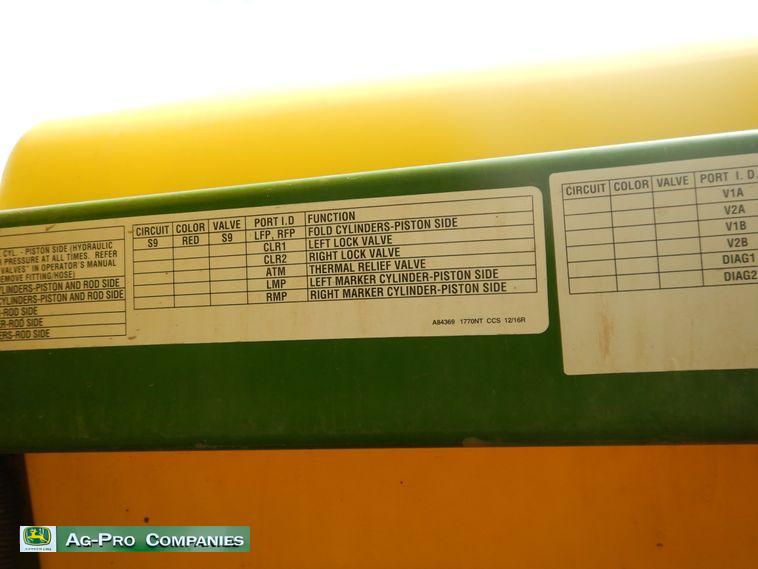 CYL. - PISTON SIDE (HYDRAULIC
PRESSURE AT ALL TIMES. REFER
VALVES" IN OPERATOR'S MANUAL
REMOVE FITTING/HOSE)
CYLINDERS-PISTON AND ROD SIDE
CYLINDERS-PISTON AND ROD SIDE
-ROD SIDE
-ROD SIDE
-ROD SIDE
CIRCUIT COLOR VALVE PORT I.D FUNCTION
S9 RED S9 LFP, RFP FOLD CYLINDERS-PISTON SIDE
CLR1 LEFT LOCK VALVE
CLR2 RIGHT LOCK VALVE
ATM THERMAL RELIEF VALVE
LMP LEFT MARKER CYLINDER-PISTON SIDE
RMP RIGHT MARKER CYLINDER-PISTON SIDE
A84369 1770NT CCS 12/16R
CIRCUIT COLOR VALVE PORT I.D.
V1A
V2A
V1B
V2B
DIAG1
DIAG2
AG-PRO COMPANIES